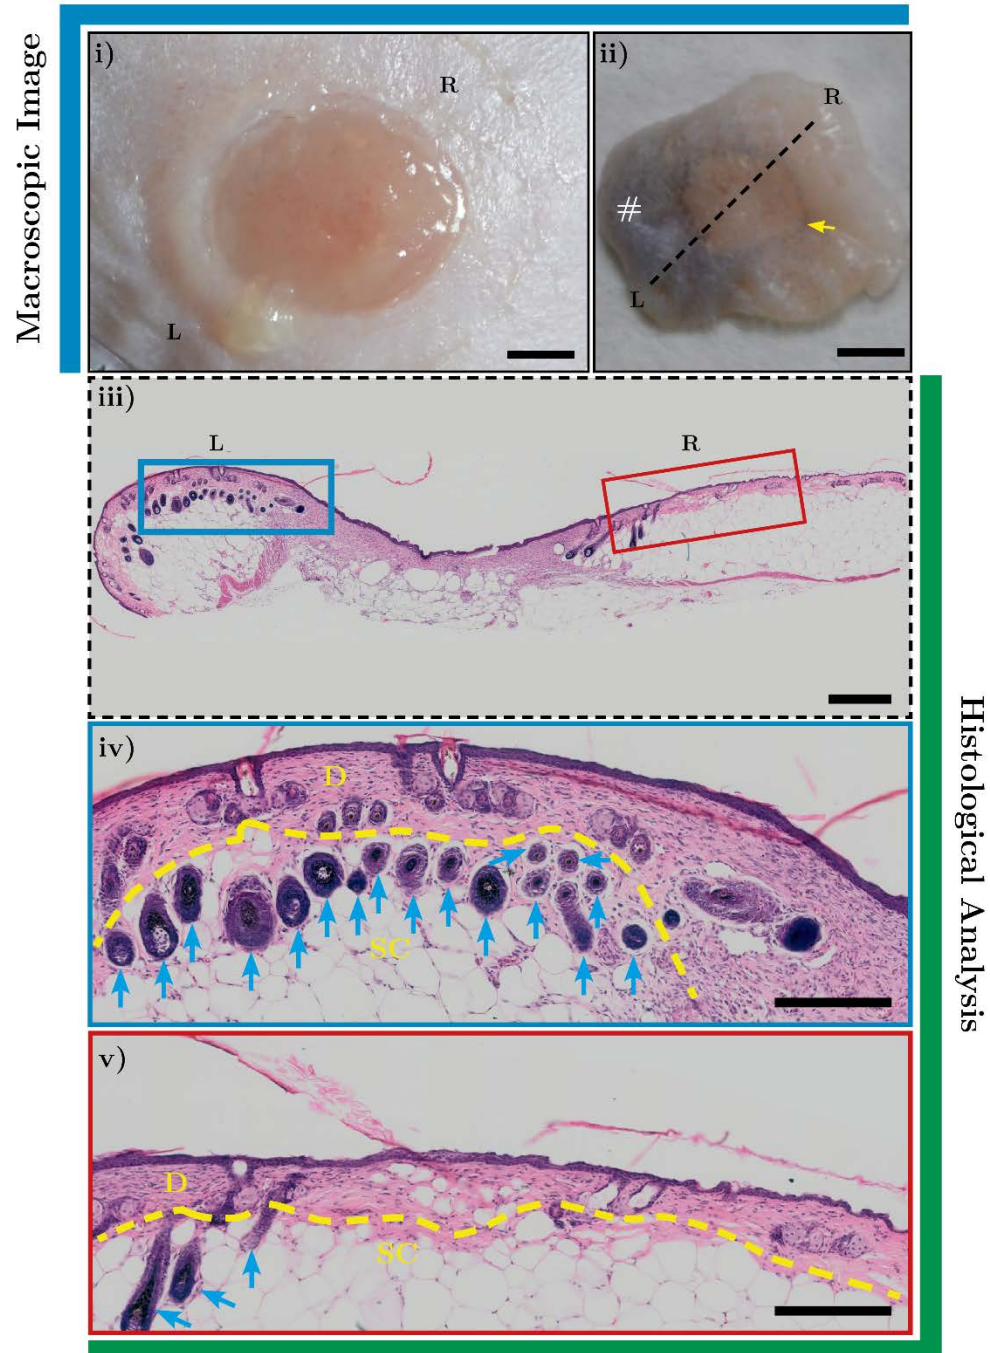 Macroscopic Image
i)
R
L
ii)
R
#
L
iii)
L
R
iv)
D
SC
Histological Analysis
v)
D
SC